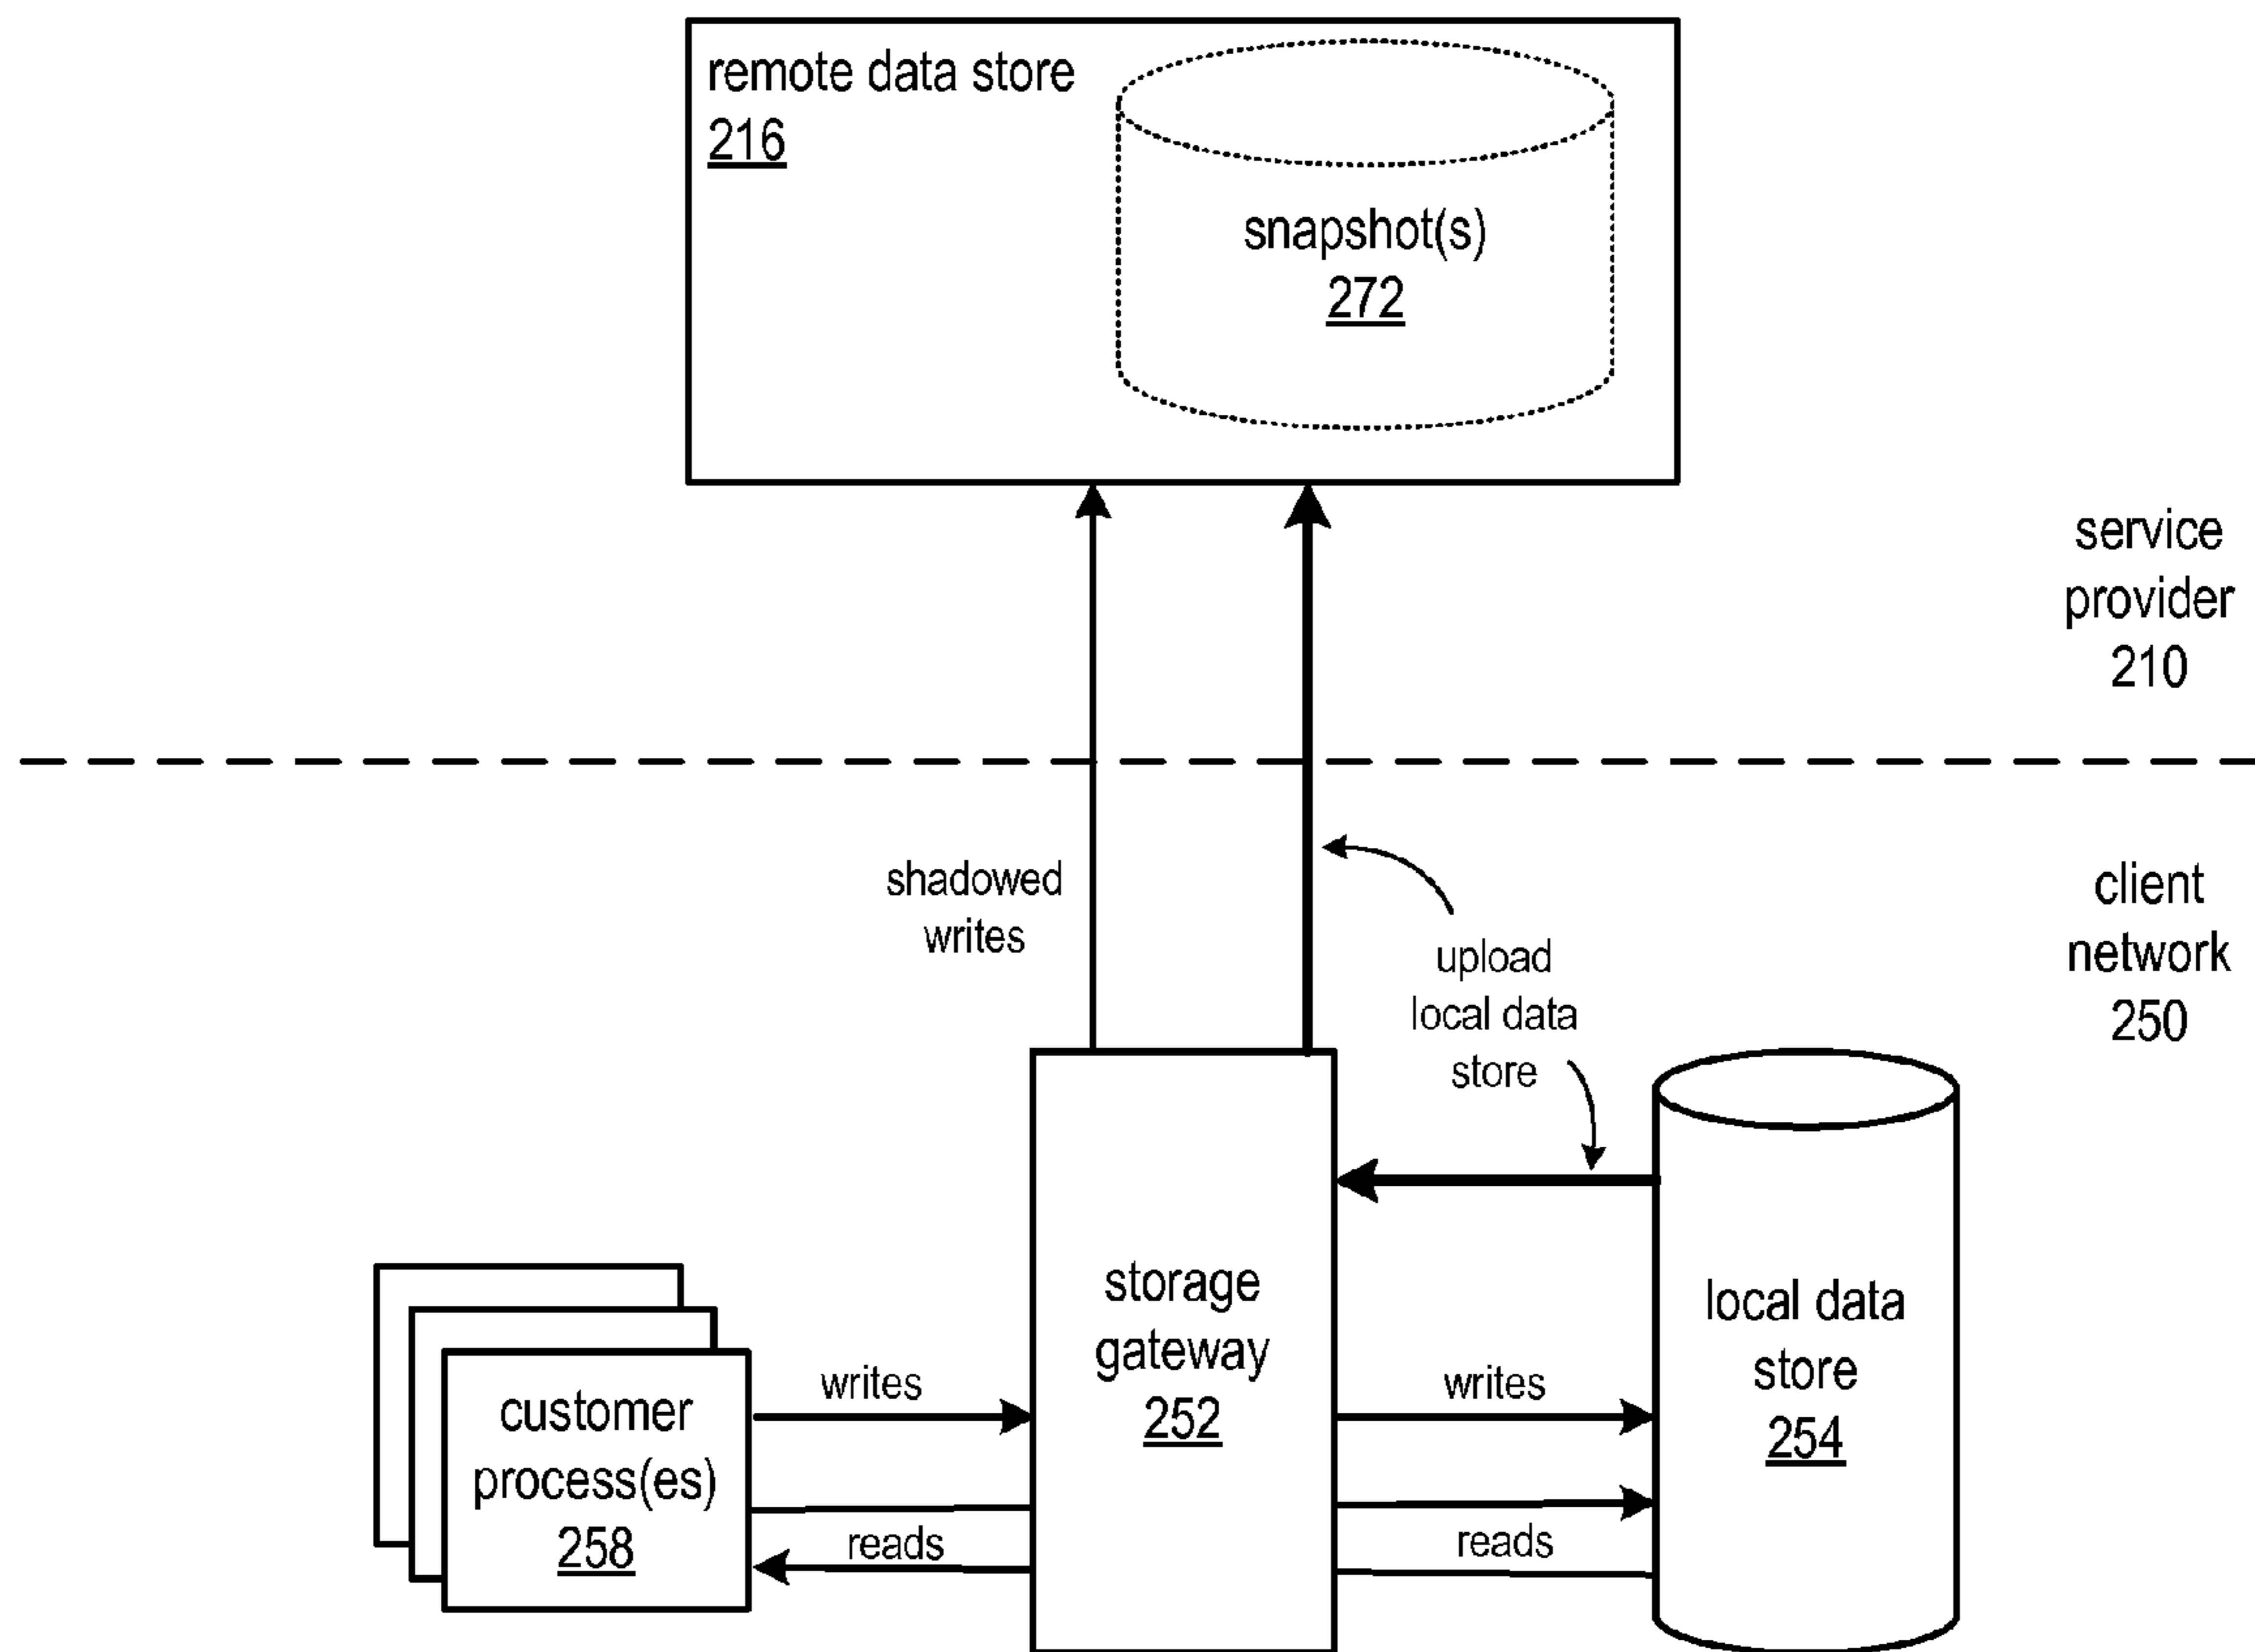 remote data store
216
snapshot(s)
272
service
provider
210
client
network
250
shadowed
writes
upload
local data
store
storage
gateway
252
local data
store
254
customer
process(es)
258
writes
reads
writes
reads